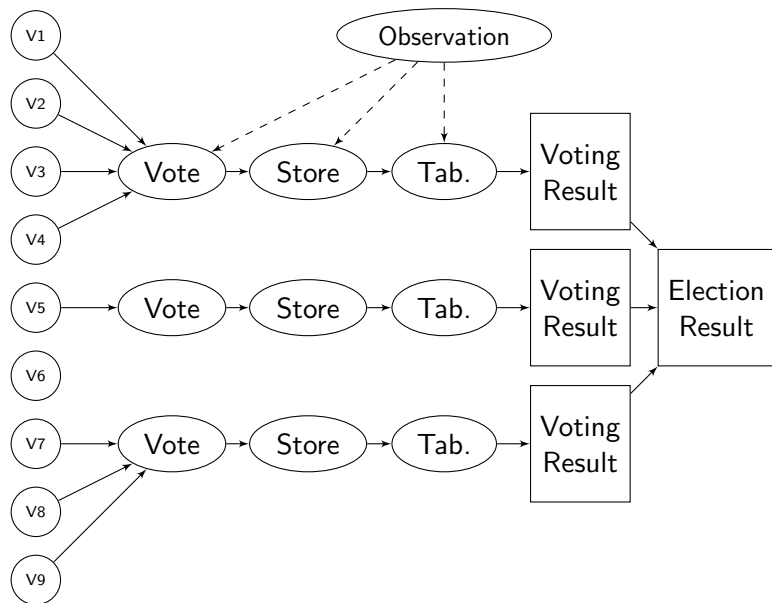 V1
Observation
V2
V3
Vote
Store
Tab.
Voting
Result
V4
V5
Vote
Store
Tab.
Voting
Result
Election
Result
V6
V7
Vote
Store
Tab.
Voting
Result
V8
V9